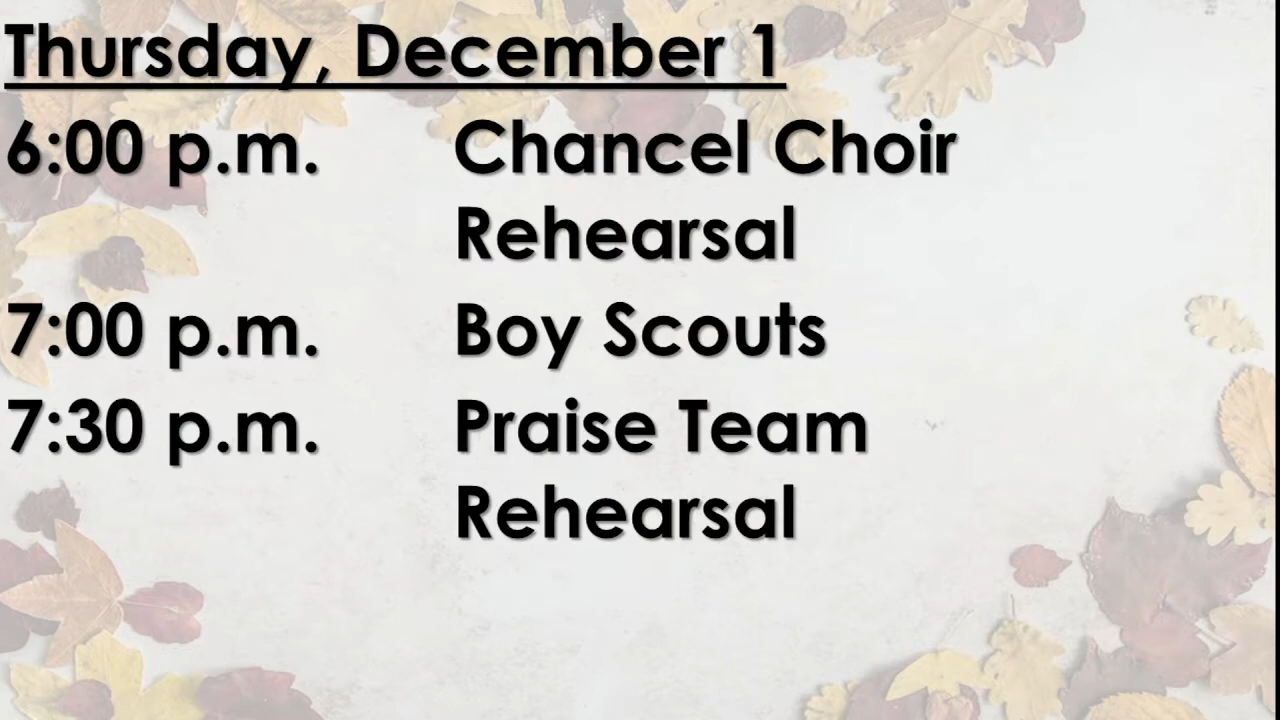 Thursday, December 1
6:00 p.m. Chancel Choir
Rehearsal
7:00 p.m. Boy Scouts
7:30 p.m. Praise Team
Rehearsal